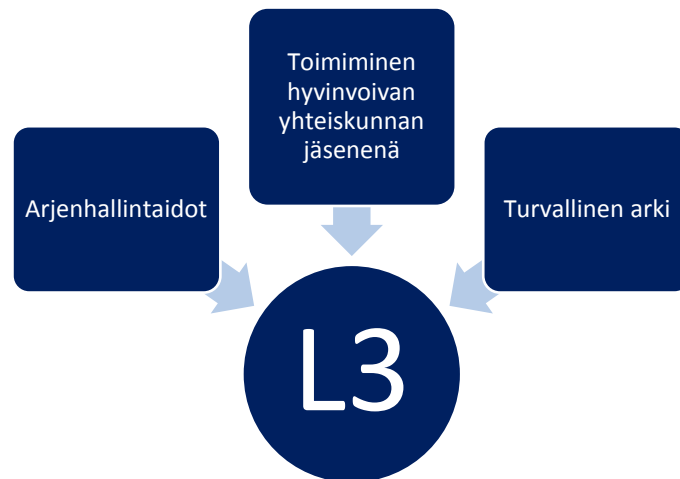 Arjenhallintaidot
Toimiminen
hyvinvoivan
yhteiskunnan
jäsenenä
Turvallinen arki
L3